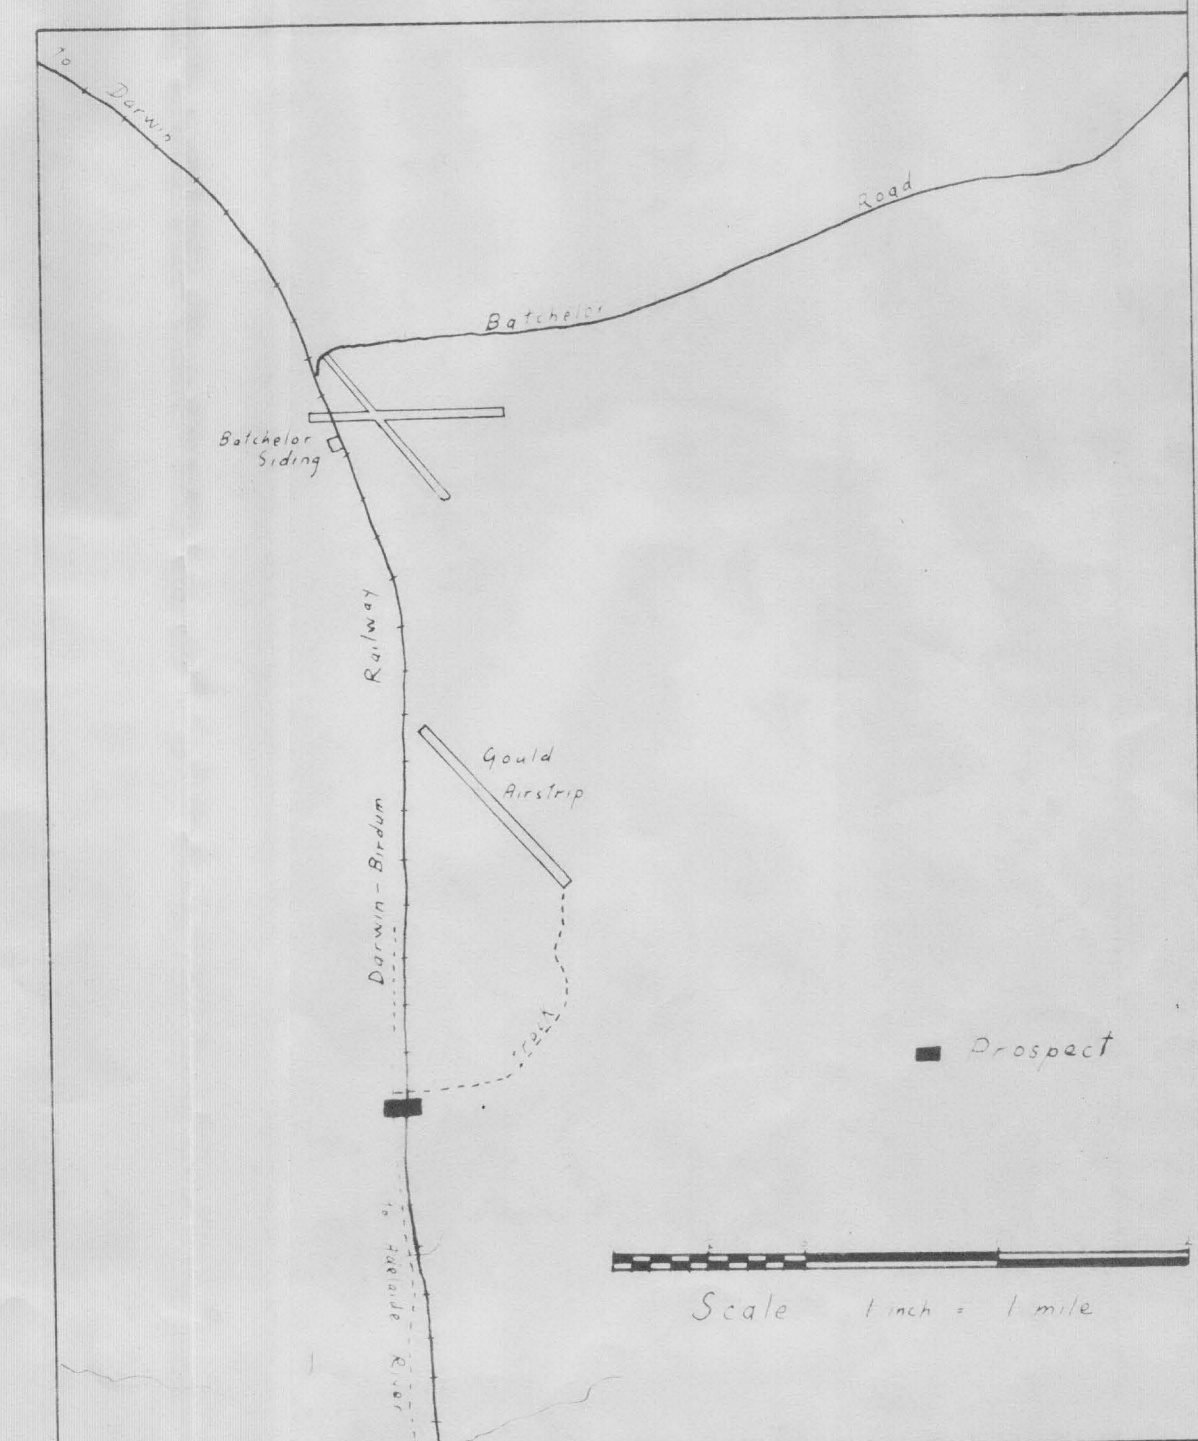 To Darwin
Batchelor Road
Batchelor
Siding
Darwin-Birdum Railway
Gould
Airstrip
Track
Prospect
To Adelaide River
Scale 1 inch = 1 mile